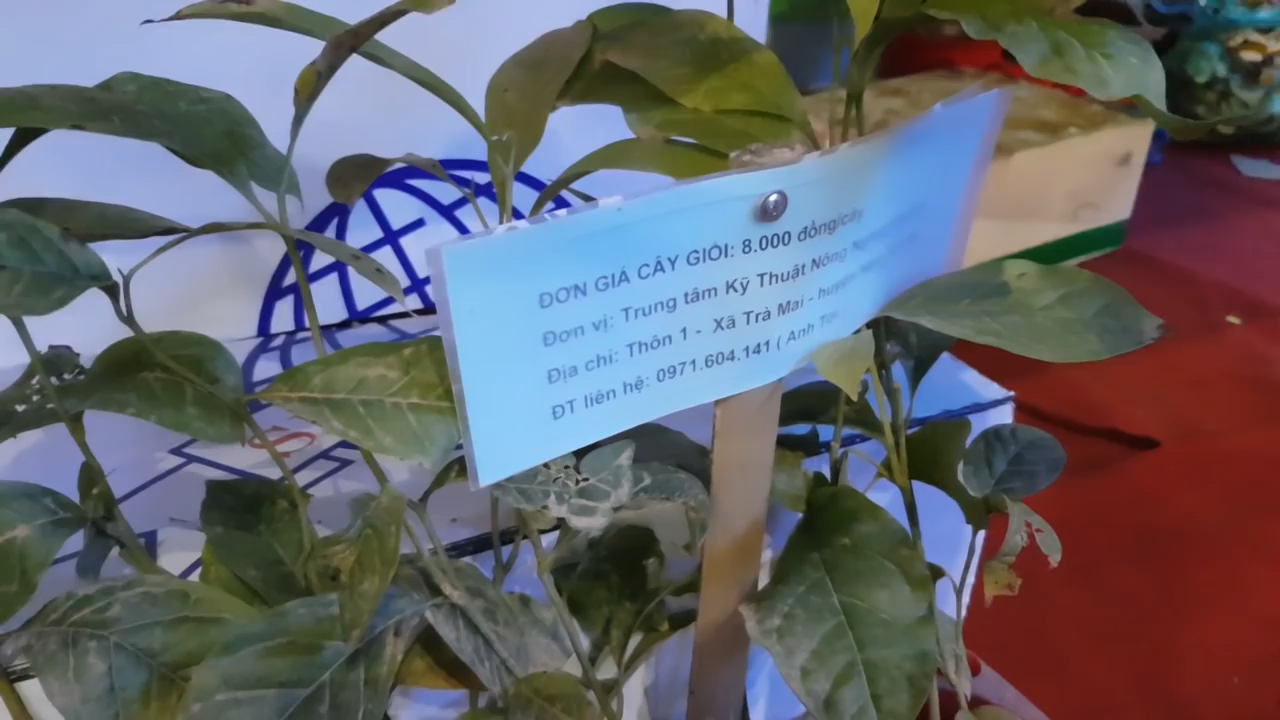 ĐƠN GIÁ CÂY GIỔI: 8.000 đồng/cây
Đơn vị: Trung tâm Kỹ Thuật Nông
Địa chỉ: Thôn 1 - Xã Trà Mai -
ĐT liên hệ: 0971.604.141 ( Anh